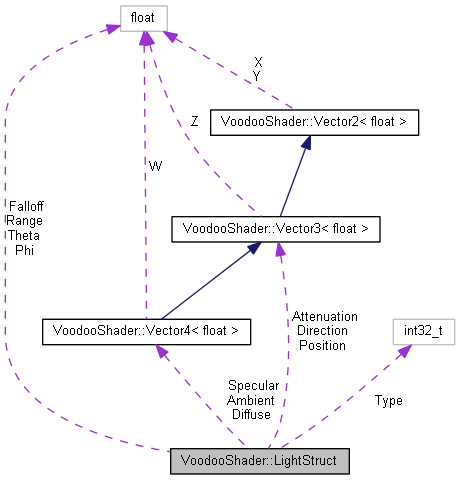 float
X
Y
VoodooShader::Vector2< float >
Z
W
Falloff
Range
Theta
Phi
VoodooShader::Vector3< float >
Attenuation
Direction
Position
VoodooShader::Vector4< float >
int32_t
Specular
Ambient
Diffuse
Type
VoodooShader::LightStruct